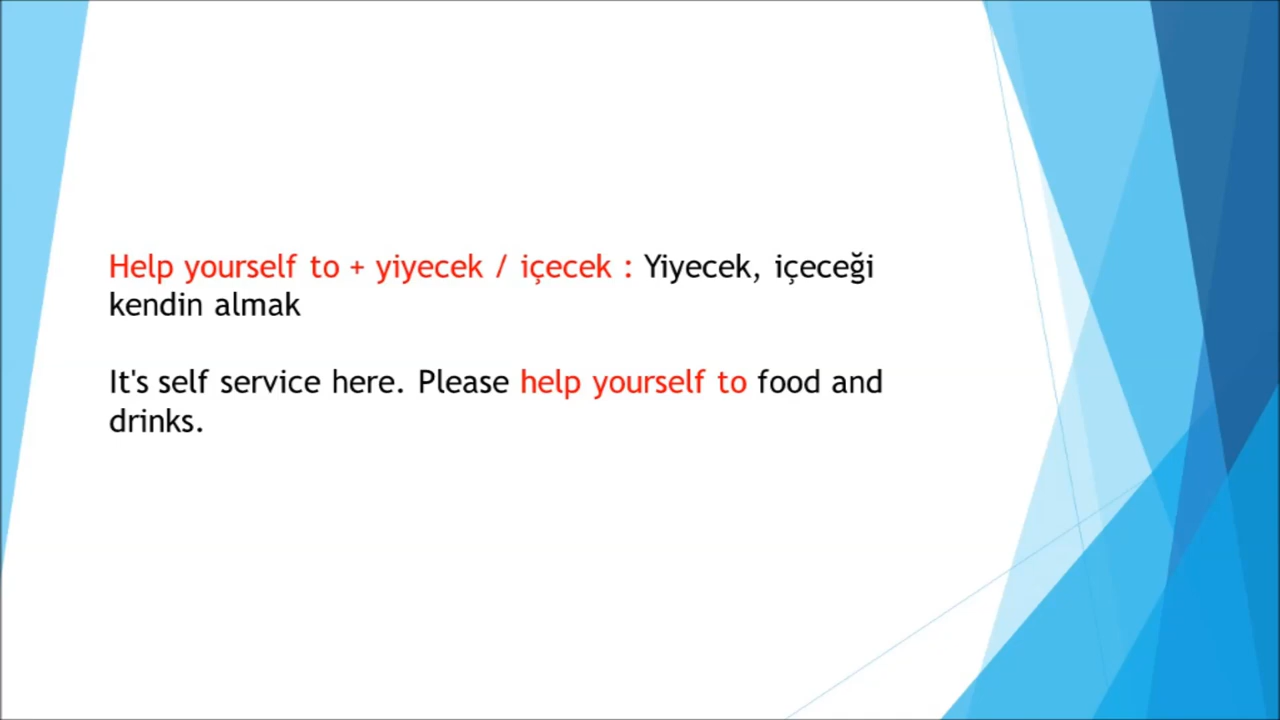 Help yourself to + yiyecek / içecek : Yiyecek, içeceği
kendin almak
It's self service here. Please help yourself to food and
drinks.